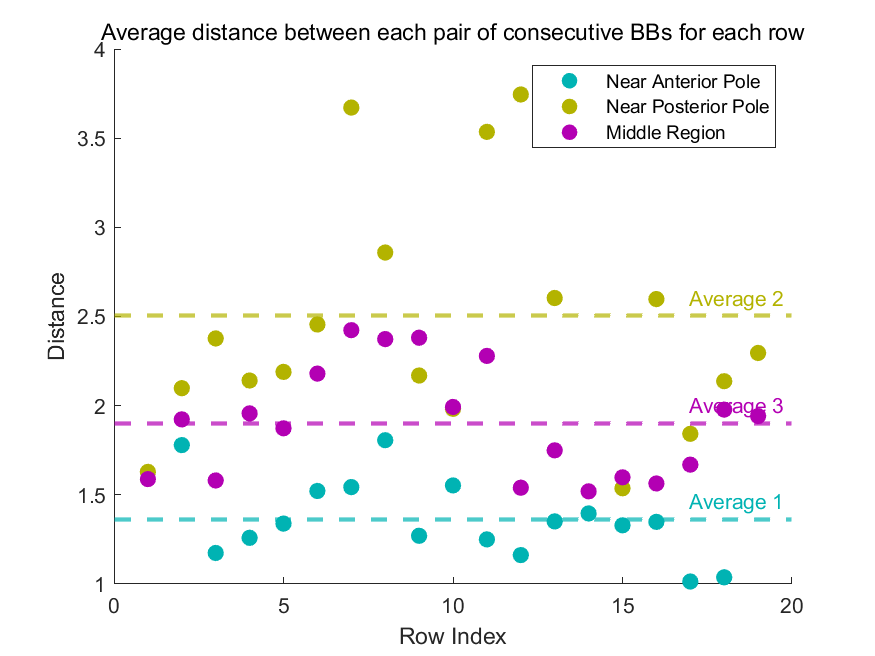 Average distance between each pair of consecutive BBs for each row
4
3.5
3
2.5
2
1.5
1
Distance
Near Anterior Pole
Near Posterior Pole
Middle Region
Average 2
Average 3
Average 1
0 5 10 15 20
Row Index